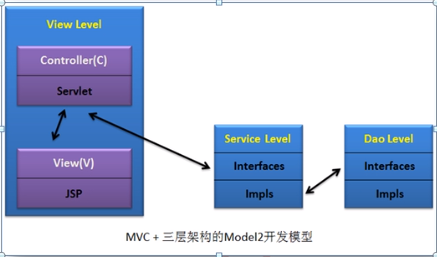 View Level
Controller(C)
Servlet
View(V)
JSP
Service Level
Interfaces
Impls
Dao Level
Interfaces
Impls
MVC + 三层架构的Model2开发模型